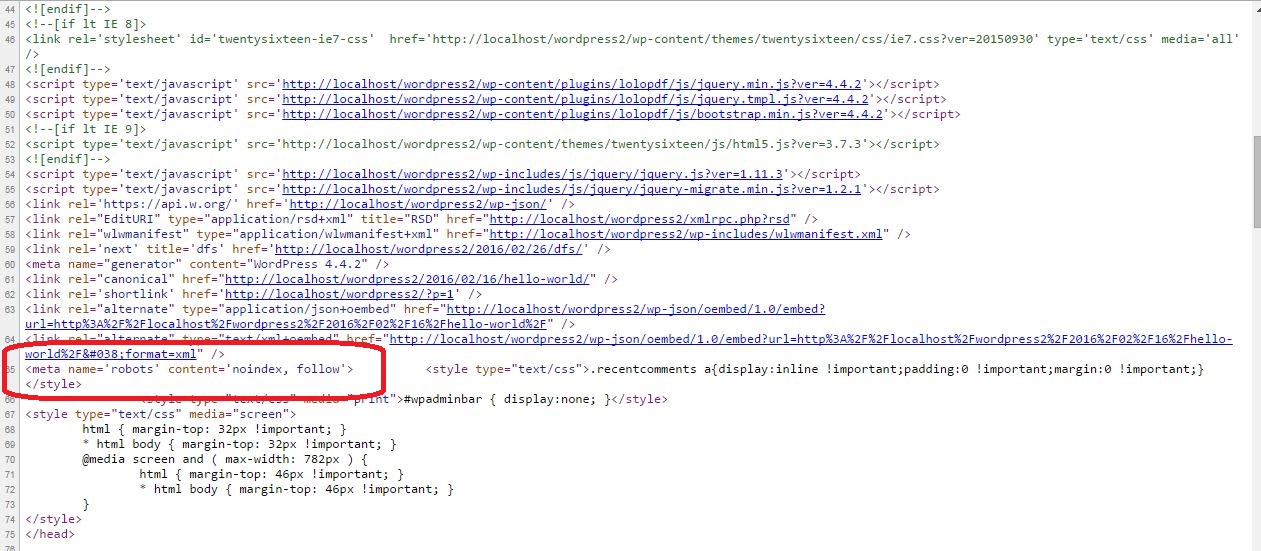 44 <![endif]-->
45 <!--[if lt IE 8]>
46 <link rel='stylesheet' id='twentysixteen-ie7-css'  href='http://localhost/wordpress2/wp-content/themes/twentysixteen/css/ie7.css?ver=20150930' type='text/css' media='all'
/>
47 <![endif]-->
48 <script type='text/javascript' src='http://localhost/wordpress2/wp-content/plugins/lolopdf/js/jquery.min.js?ver=4.4.2'></script>
49 <script type='text/javascript' src='http://localhost/wordpress2/wp-content/plugins/lolopdf/js/jquery.tmpl.js?ver=4.4.2'></script>
50 <script type='text/javascript' src='http://localhost/wordpress2/wp-content/plugins/lolopdf/js/bootstrap.min.js?ver=4.4.2'></script>
51 <!--[if lt IE 9]>
52 <script type='text/javascript' src='http://localhost/wordpress2/wp-content/themes/twentysixteen/js/html5.js?ver=3.7.3'></script>
53 <![endif]-->
54 <script type='text/javascript' src='http://localhost/wordpress2/wp-includes/js/jquery/jquery.js?ver=1.11.3'></script>
55 <script type='text/javascript' src='http://localhost/wordpress2/wp-includes/js/jquery/jquery-migrate.min.js?ver=1.2.1'></script>
56 <link rel='https://api.w.org/' href='http://localhost/wordpress2/wp-json/' />
57 <link rel="EditURI" type="application/rsd+xml" title="RSD" href="http://localhost/wordpress2/xmlrpc.php?rsd" />
58 <link rel="wlwmanifest" type="application/wlwmanifest+xml" href="http://localhost/wordpress2/wp-includes/wlwmanifest.xml" />
59 <link rel='next' title='dfs' href='http://localhost/wordpress2/2016/02/26/dfs/' />
60 <meta name="generator" content="WordPress 4.4.2" />
61 <link rel="canonical" href="http://localhost/wordpress2/2016/02/16/hello-world/" />
62 <link rel='shortlink' href='http://localhost/wordpress2/?p=1' />
63 <link rel="alternate" type="application/json+oembed" href="http://localhost/wordpress2/wp-json/oembed/1.0/embed?
url=http%3A%2F%2Flocalhost%2Fwordpress2%2F2016%2F02%2F16%2Fhello-world%2F" />
64 <link rel="alternate" type="text/xml+oembed" href="http://localhost/wordpress2/wp-json/oembed/1.0/embed?url=http%3A%2F%2Flocalhost%2Fwordpress2%2F2016%2F02%2F16%2Fhello-
world%2F&#038;format=xml" />
65 <meta name='robots' content='noindex, follow'>          <style type="text/css">.recentcomments a{display:inline !important;padding:0 !important;margin:0 !important;}
</style>
66 <style type="text/css" media="print">#wpadminbar { display:none; }</style>
67 <style type="text/css" media="screen">
68 html { margin-top: 32px !important; }
69 * html body { margin-top: 32px !important; }
70 @media screen and ( max-width: 782px ) {
71 html { margin-top: 46px !important; }
72 * html body { margin-top: 46px !important; }
73 }
74 </style>
75 </head>
76